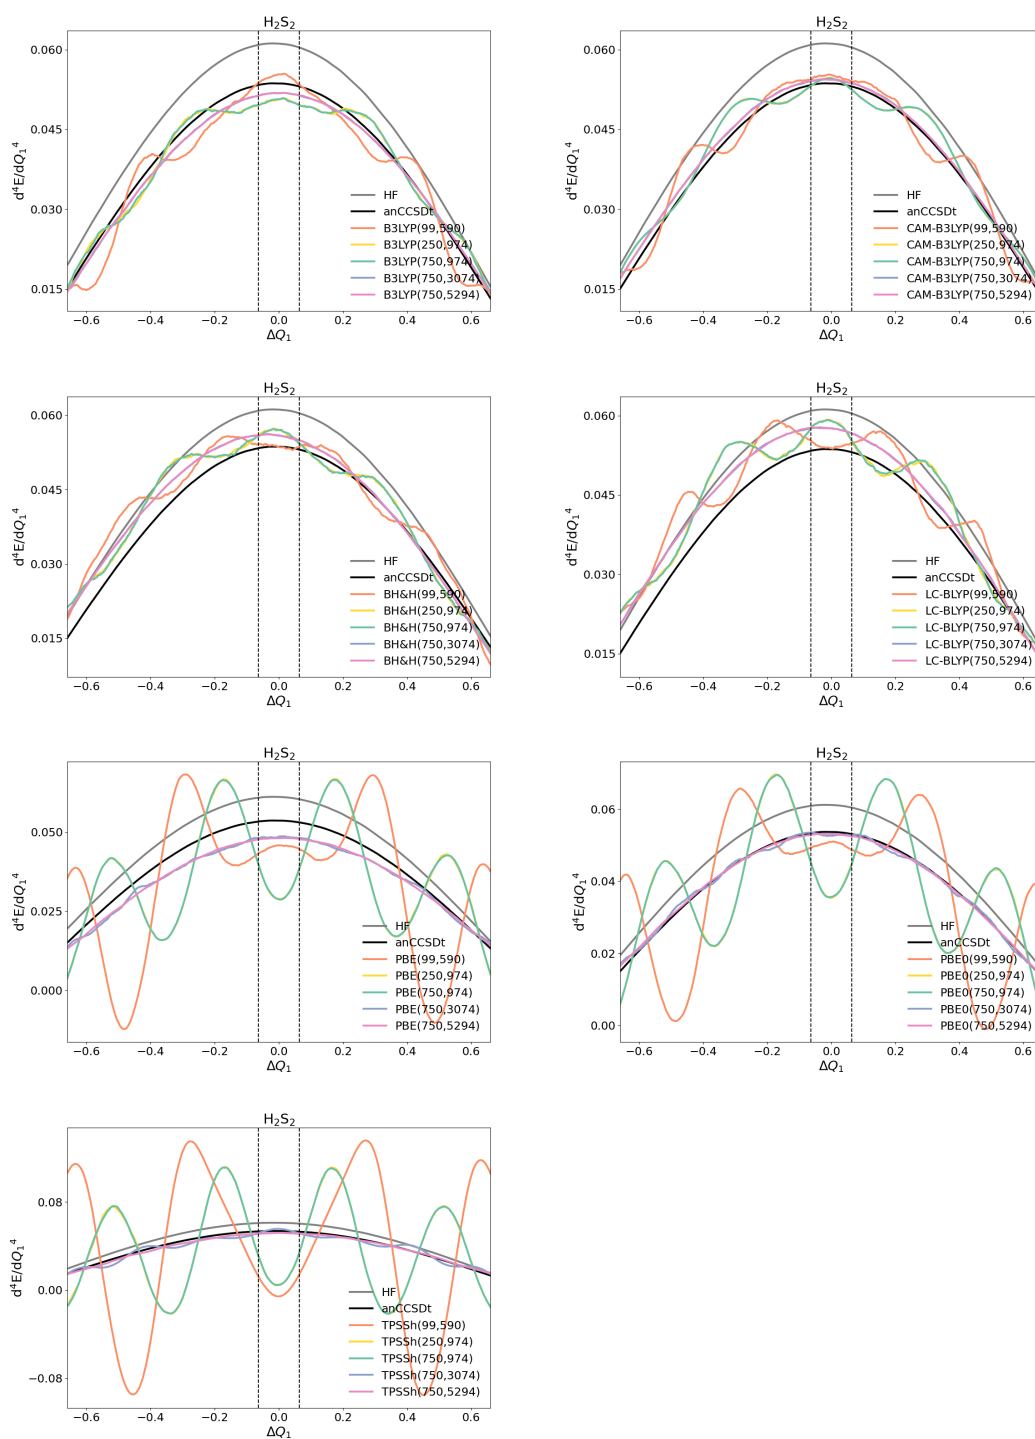 H₂S₂
d⁴E/dQ₁⁴
0.060
0.045
0.030
0.015
HF
anCCSDt
B3LYP(99,590)
B3LYP(250,974)
B3LYP(750,974)
B3LYP(750,3074)
B3LYP(750,5294)
−0.6 −0.4 −0.2 0.0 0.2 0.4 0.6
ΔQ₁
H₂S₂
d⁴E/dQ₁⁴
0.060
0.045
0.030
0.015
HF
anCCSDt
CAM-B3LYP(99,590)
CAM-B3LYP(250,974)
CAM-B3LYP(750,974)
CAM-B3LYP(750,3074)
CAM-B3LYP(750,5294)
−0.6 −0.4 −0.2 0.0 0.2 0.4 0.6
ΔQ₁
H₂S₂
d⁴E/dQ₁⁴
0.060
0.045
0.030
0.015
HF
anCCSDt
BH&H(99,590)
BH&H(250,974)
BH&H(750,974)
BH&H(750,3074)
BH&H(750,5294)
−0.6 −0.4 −0.2 0.0 0.2 0.4 0.6
ΔQ₁
H₂S₂
d⁴E/dQ₁⁴
0.060
0.045
0.030
0.015
HF
anCCSDt
LC-BLYP(99,590)
LC-BLYP(250,974)
LC-BLYP(750,974)
LC-BLYP(750,3074)
LC-BLYP(750,5294)
−0.6 −0.4 −0.2 0.0 0.2 0.4 0.6
ΔQ₁
H₂S₂
d⁴E/dQ₁⁴
0.050
0.025
0.000
HF
anCCSDt
PBE(99,590)
PBE(250,974)
PBE(750,974)
PBE(750,3074)
PBE(750,5294)
−0.6 −0.4 −0.2 0.0 0.2 0.4 0.6
ΔQ₁
H₂S₂
d⁴E/dQ₁⁴
0.06
0.04
0.02
0.00
HF
anCCSDt
PBE0(99,590)
PBE0(250,974)
PBE0(750,974)
PBE0(750,3074)
PBE0(750,5294)
−0.6 −0.4 −0.2 0.0 0.2 0.4 0.6
ΔQ₁
H₂S₂
d⁴E/dQ₁⁴
0.08
0.00
−0.08
HF
anCCSDt
TPSSh(99,590)
TPSSh(250,974)
TPSSh(750,974)
TPSSh(750,3074)
TPSSh(750,5294)
−0.6 −0.4 −0.2 0.0 0.2 0.4 0.6
ΔQ₁